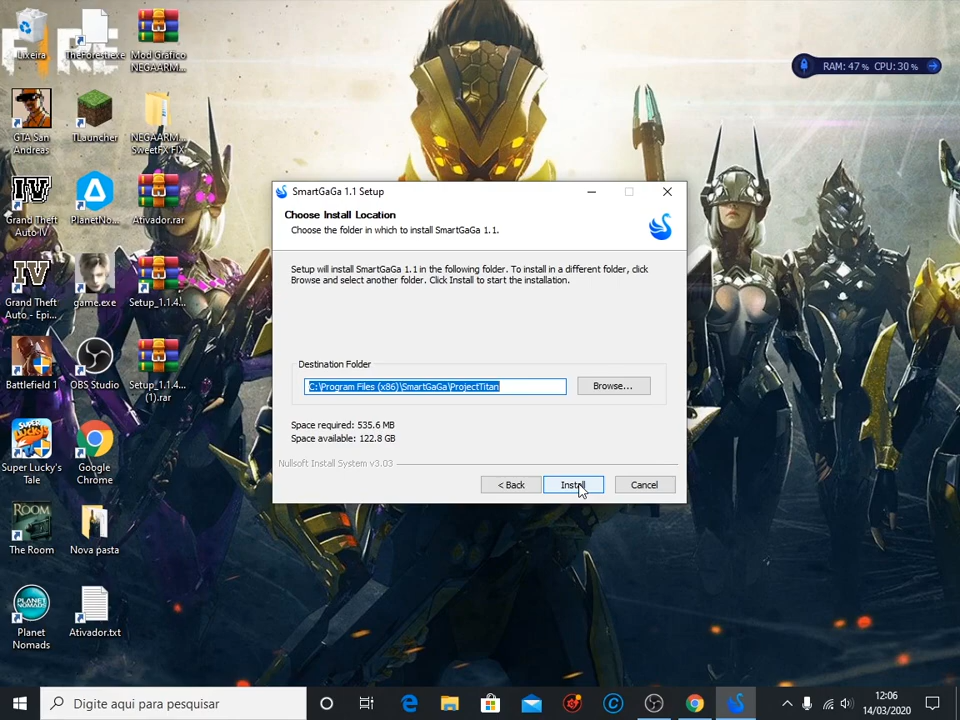 Lixeira
TheForest.exe
Mod Gráfico
NEGAARM...
RAM: 47 % CPU: 30 %
GTA San
Andreas
TLauncher
NEGAARM...
SweetFX FIX
IV
Grand Theft
Auto IV
PlanetNo...
Ativador.rar
IV
Grand Theft
Auto - Epi...
game.exe
Setup_1.1.4...
Battlefield 1
OBS Studio
Setup_1.1.4...
(1).rar
SUPER
LUCKY'S
Super Lucky's
Tale
Google
Chrome
ROOM
The Room
Nova pasta
PLANET
NOMADS
Planet
Nomads
Ativador.txt
SmartGaGa 1.1 Setup
Choose Install Location
Choose the folder in which to install SmartGaGa 1.1.
Setup will install SmartGaGa 1.1 in the following folder. To install in a different folder, click
Browse and select another folder. Click Install to start the installation.
Destination Folder
C:\Program Files (x86)\SmartGaGa\ProjectTitan
Browse...
Space required: 535.6 MB
Space available: 122.8 GB
Nullsoft Install System v3.03
< Back
Install
Cancel
Digite aqui para pesquisar
12:06
14/03/2020